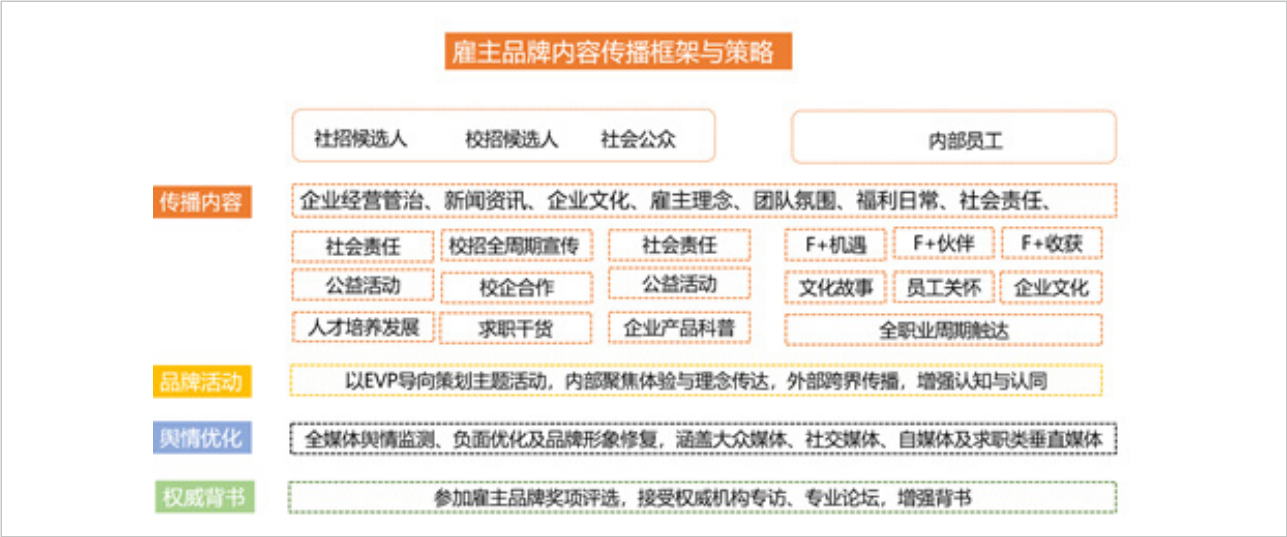 雇主品牌内容传播框架与策略
社招候选人 校招候选人 社会公众 内部员工
传播内容 企业经营管治、新闻资讯、企业文化、雇主理念、团队氛围、福利日常、社会责任、
社会责任 校招全周期宣传 社会责任 F+机遇 F+伙伴 F+收获
公益活动 校企合作 公益活动 文化故事 员工关怀 企业文化
人才培养发展 求职干货 企业产品科普 全职业周期触达
品牌活动 以EVP导向策划主题活动，内部聚焦体验与理念传达，外部跨界传播，增强认知与认同
舆情优化 全媒体舆情监测、负面优化及品牌形象修复，涵盖大众媒体、社交媒体、自媒体及求职类垂直媒体
权威背书 参加雇主品牌奖项评选，接受权威机构专访、专业论坛，增强背书